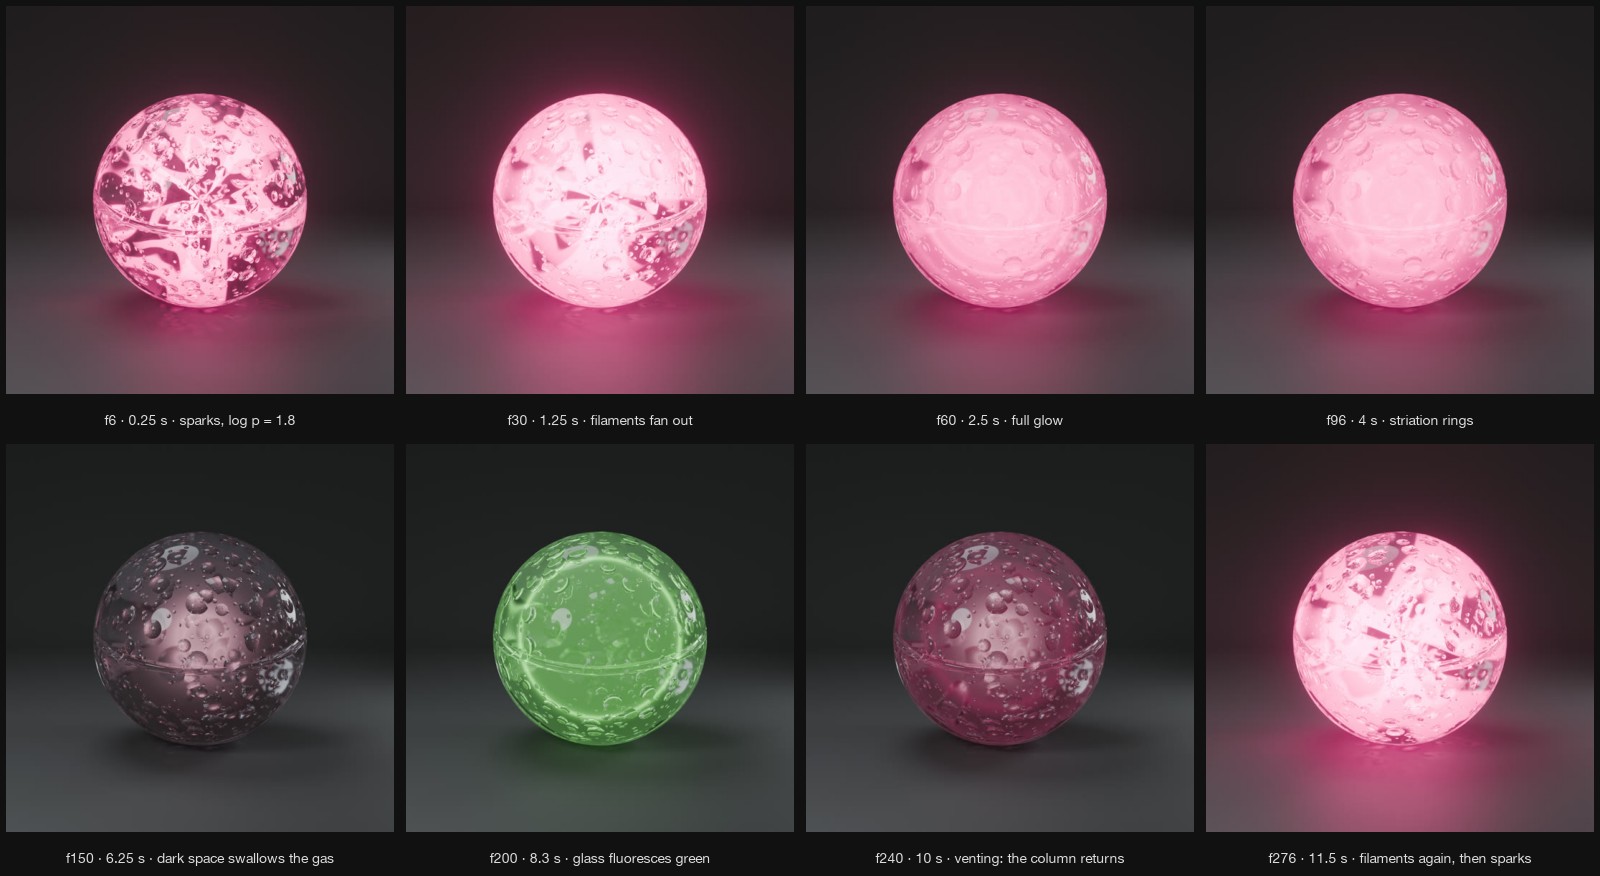 f6 · 0.25 s · sparks, log p = 1.8
f30 · 1.25 s · filaments fan out
f60 · 2.5 s · full glow
f96 · 4 s · striation rings
f150 · 6.25 s · dark space swallows the gas
f200 · 8.3 s · glass fluoresces green
f240 · 10 s · venting: the column returns
f276 · 11.5 s · filaments again, then sparks